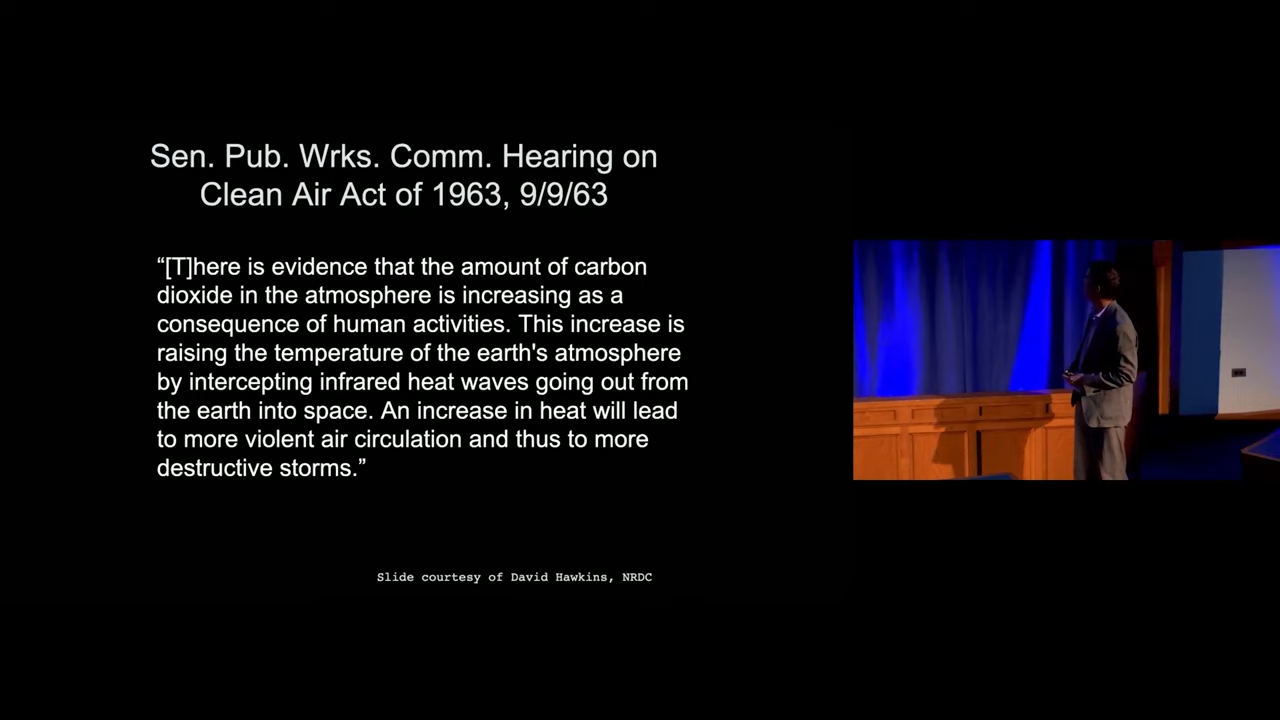 Sen. Pub. Wrks. Comm. Hearing on
Clean Air Act of 1963, 9/9/63
“[T]here is evidence that the amount of carbon
dioxide in the atmosphere is increasing as a
consequence of human activities. This increase is
raising the temperature of the earth's atmosphere
by intercepting infrared heat waves going out from
the earth into space. An increase in heat will lead
to more violent air circulation and thus to more
destructive storms.”
Slide courtesy of David Hawkins, NRDC